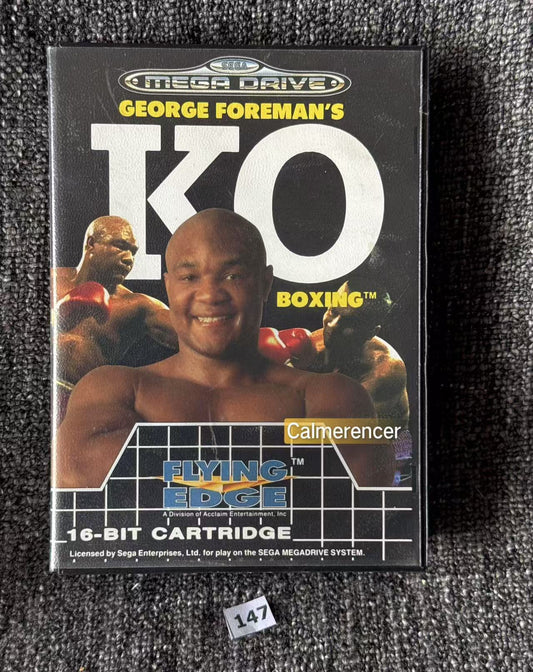 SEGA
MEGA DRIVE
GEORGE FOREMAN'S
KO
BOXING™
Calmerencer
FLYING™
EDGE
A Division of Acclaim Entertainment, Inc
16-BIT CARTRIDGE
Licensed by Sega Enterprises, Ltd. for play on the SEGA MEGADRIVE SYSTEM.
147